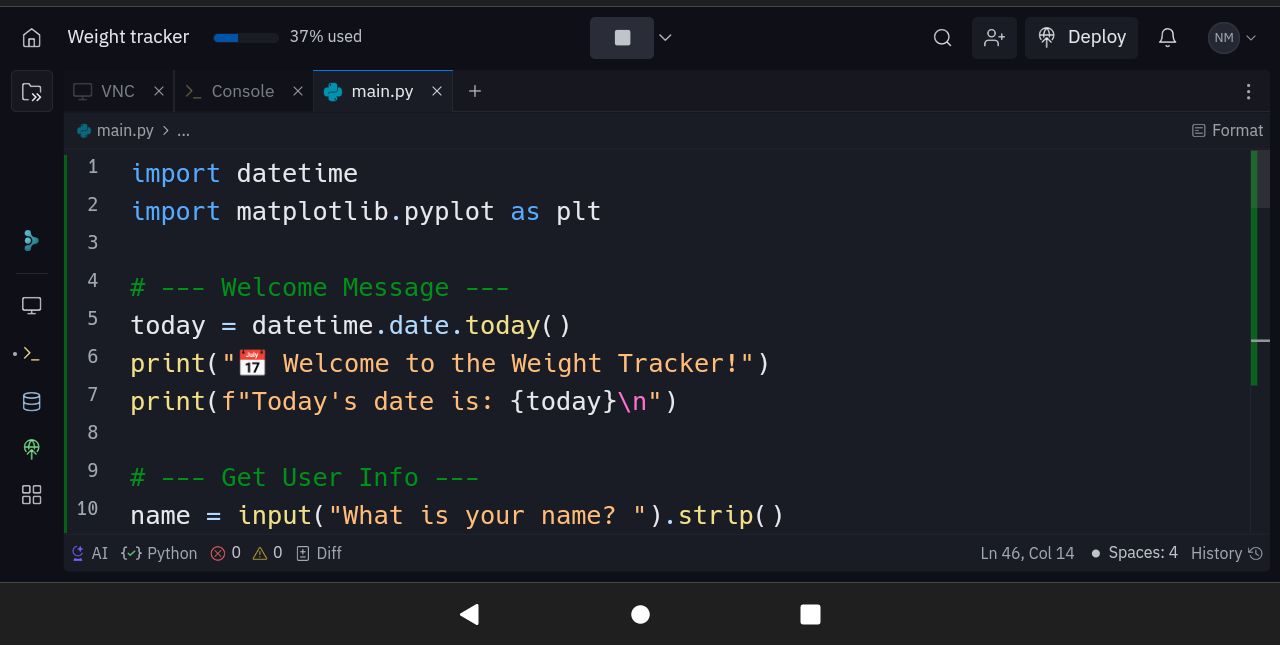 Weight tracker 37% used Deploy NM
VNC Console main.py
main.py > ... Format
1 import datetime
2 import matplotlib.pyplot as plt
3
4 # --- Welcome Message ---
5 today = datetime.date.today()
6 print("📅 Welcome to the Weight Tracker!")
7 print(f"Today's date is: {today}\n")
8
9 # --- Get User Info ---
10 name = input("What is your name? ").strip()
AI Python 0 0 Diff Ln 46, Col 14 Spaces: 4 History